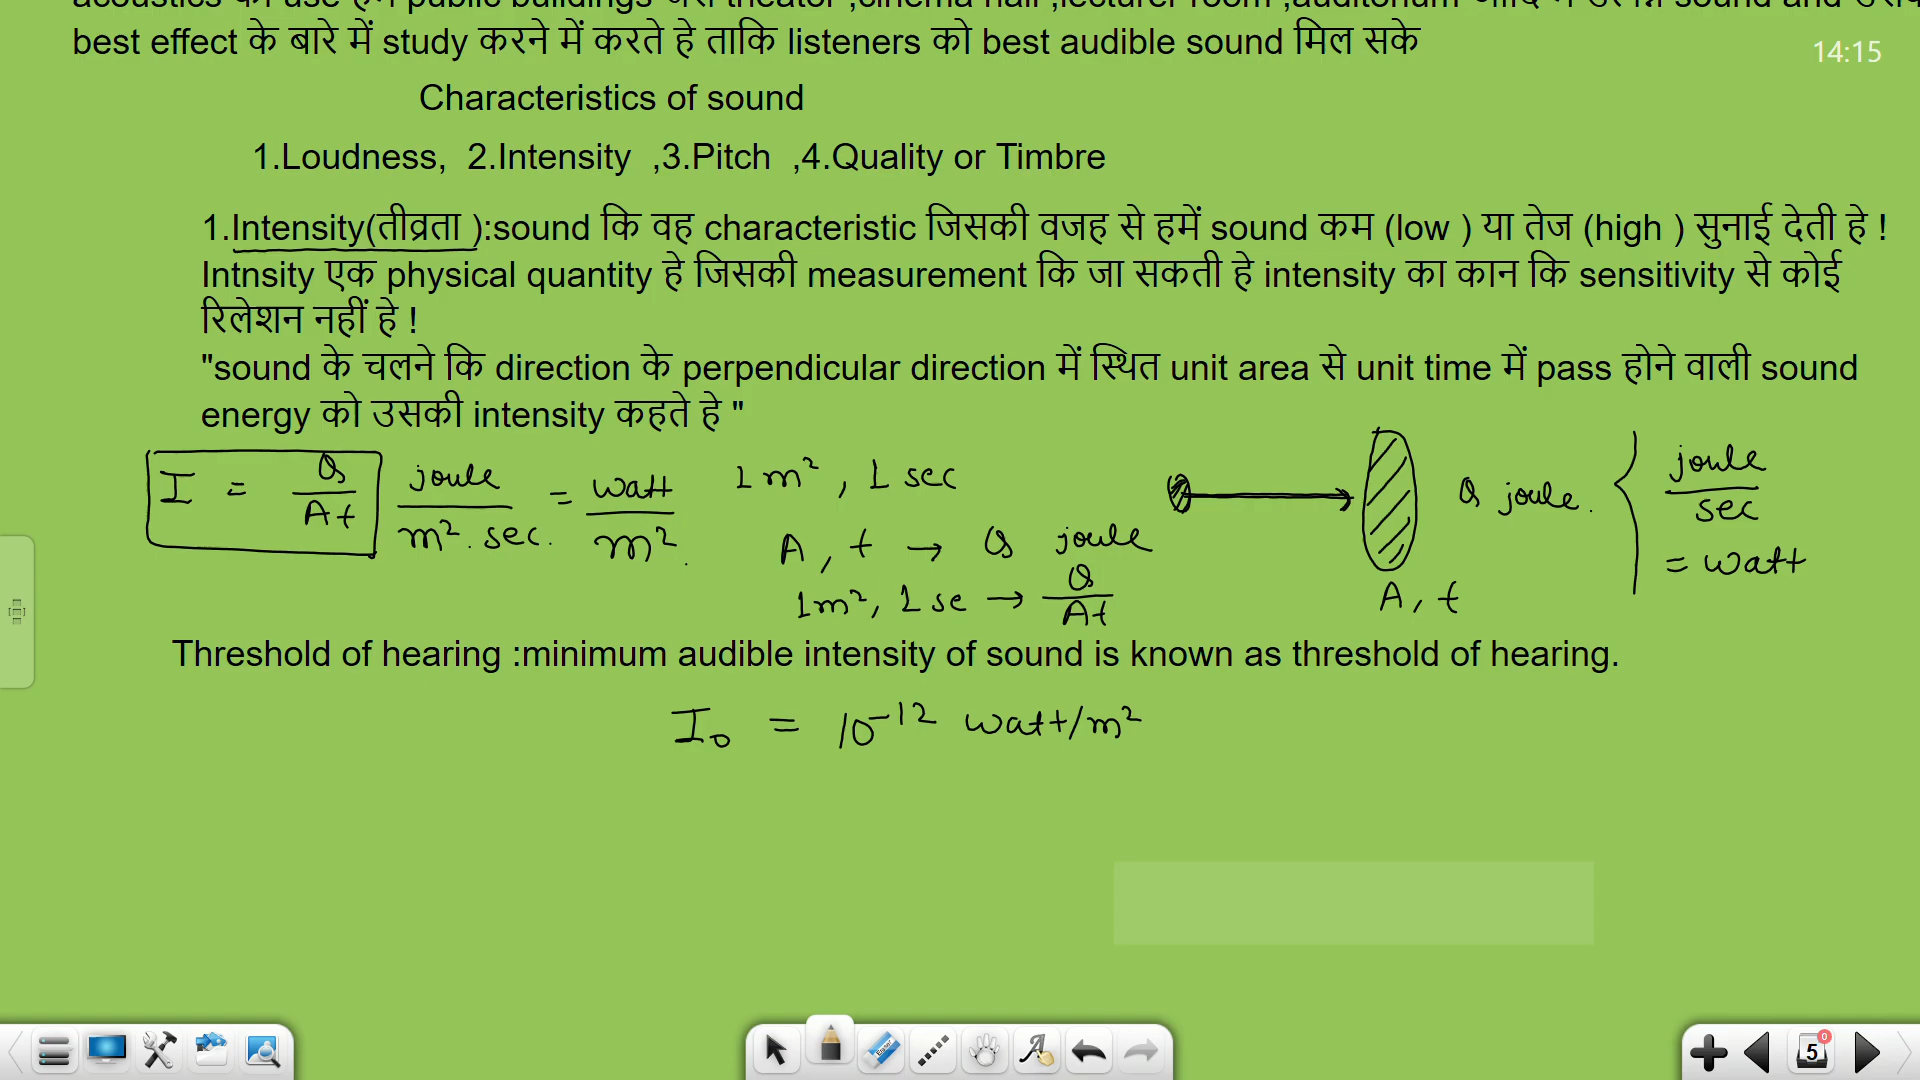 best effect के बारे में study करने में करते हे ताकि listeners को best audible sound मिल सके
14:15
Characteristics of sound
1.Loudness, 2.Intensity ,3.Pitch ,4.Quality or Timbre
1.Intensity(तीव्रता ):sound कि वह characteristic जिसकी वजह से हमें sound कम (low ) या तेज (high ) सुनाई देती हे !
Intnsity एक physical quantity हे जिसकी measurement कि जा सकती हे intensity का कान कि sensitivity से कोई
रिलेशन नहीं हे !
"sound के चलने कि direction के perpendicular direction में स्थित unit area से unit time में pass होने वाली sound
energy को उसकी intensity कहते हे "
I = Q/At joule/m². sec. = watt/m².
1m², 1 sec
A, t → Q joule
1m², 1 se → Q/At
Q joule.
A, t
joule/sec
= watt
Threshold of hearing :minimum audible intensity of sound is known as threshold of hearing.
I₀ = 10⁻¹² watt/m²
5
0